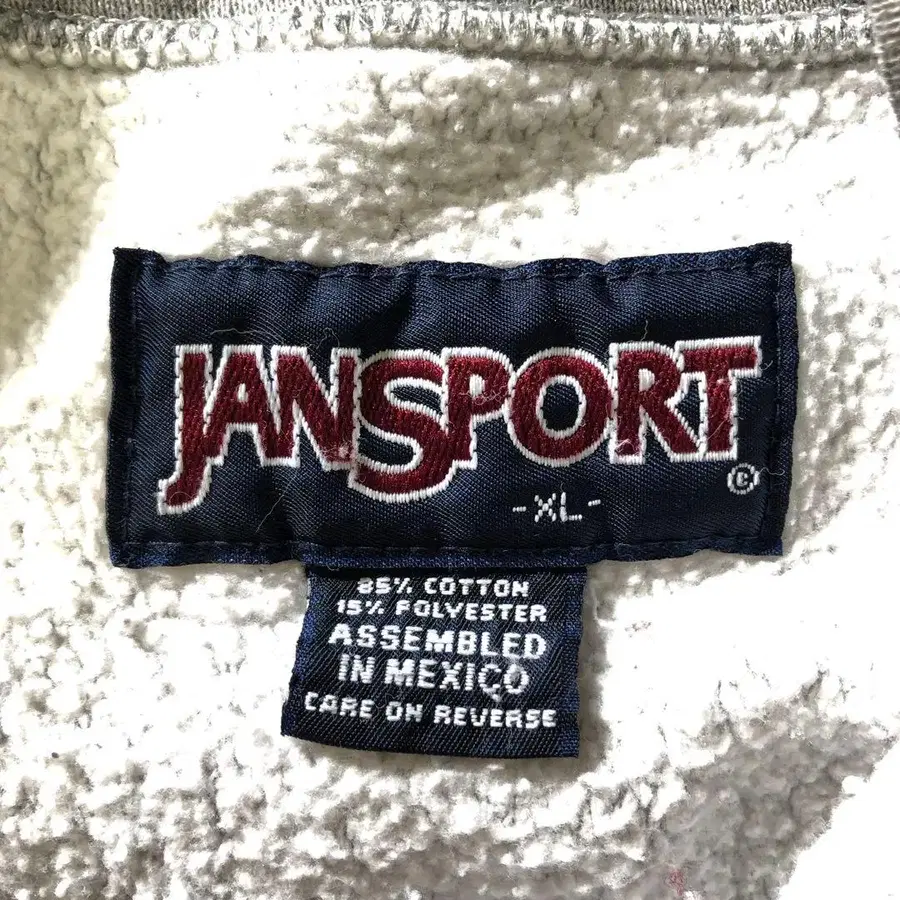 JANSPORT
®
-XL-
85% COTTON
15% POLYESTER
ASSEMBLED
IN MEXICO
CARE ON REVERSE